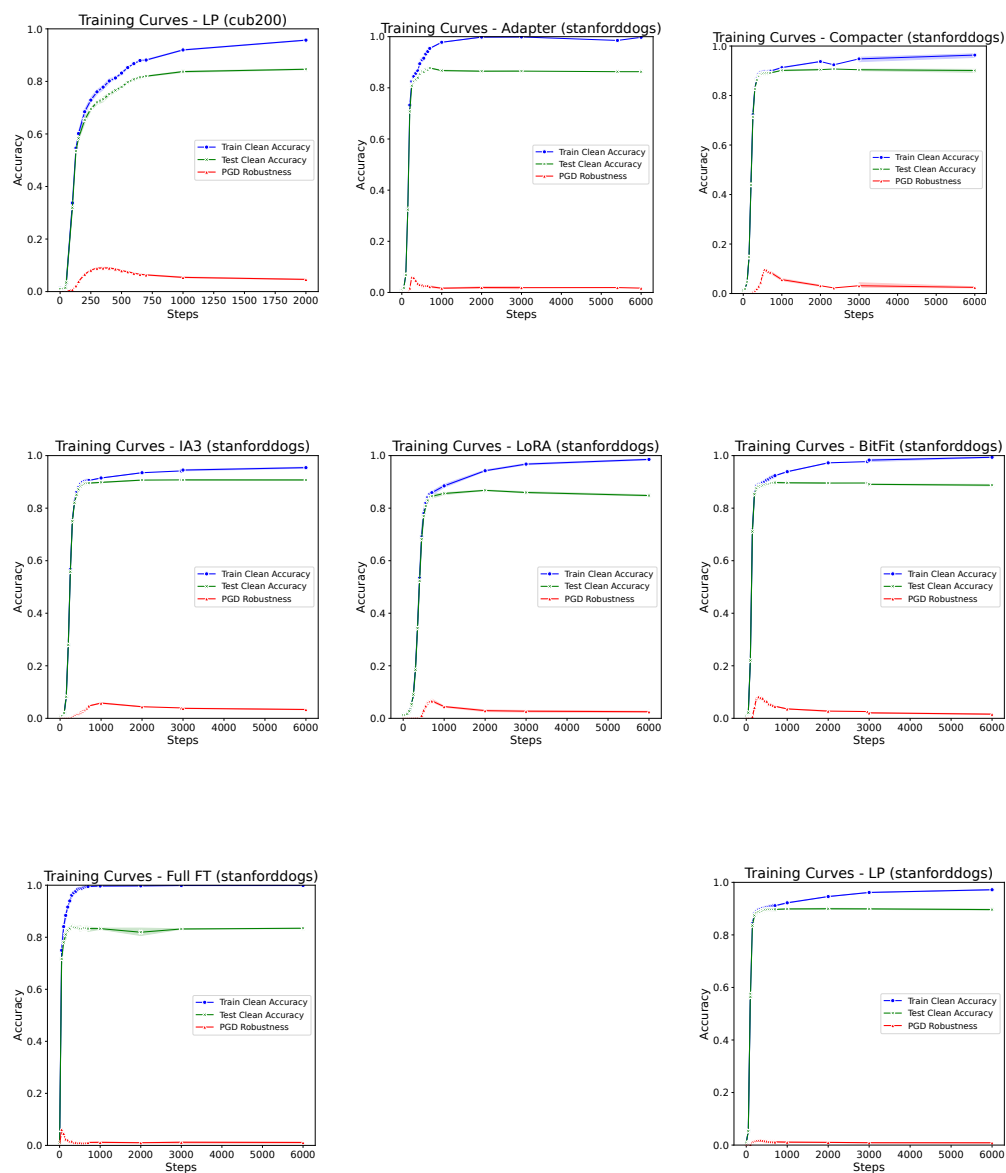 Training Curves - LP (cub200)
1.0
0.8
0.6
0.4
0.2
0.0
Accuracy
Train Clean Accuracy
Test Clean Accuracy
PGD Robustness
0 250 500 750 1000 1250 1500 1750 2000
Steps
Training Curves - Adapter (stanforddogs)
1.0
0.8
0.6
0.4
0.2
0.0
Accuracy
Train Clean Accuracy
Test Clean Accuracy
PGD Robustness
0 1000 2000 3000 4000 5000 6000
Steps
Training Curves - Compacter (stanforddogs)
1.0
0.8
0.6
0.4
0.2
0.0
Accuracy
Train Clean Accuracy
Test Clean Accuracy
PGD Robustness
0 1000 2000 3000 4000 5000 6000
Steps
Training Curves - IA3 (stanforddogs)
1.0
0.8
0.6
0.4
0.2
0.0
Accuracy
Train Clean Accuracy
Test Clean Accuracy
PGD Robustness
0 1000 2000 3000 4000 5000 6000
Steps
Training Curves - LoRA (stanforddogs)
1.0
0.8
0.6
0.4
0.2
0.0
Accuracy
Train Clean Accuracy
Test Clean Accuracy
PGD Robustness
0 1000 2000 3000 4000 5000 6000
Steps
Training Curves - BitFit (stanforddogs)
1.0
0.8
0.6
0.4
0.2
0.0
Accuracy
Train Clean Accuracy
Test Clean Accuracy
PGD Robustness
0 1000 2000 3000 4000 5000 6000
Steps
Training Curves - Full FT (stanforddogs)
1.0
0.8
0.6
0.4
0.2
0.0
Accuracy
Train Clean Accuracy
Test Clean Accuracy
PGD Robustness
0 1000 2000 3000 4000 5000 6000
Steps
Training Curves - LP (stanforddogs)
1.0
0.8
0.6
0.4
0.2
0.0
Accuracy
Train Clean Accuracy
Test Clean Accuracy
PGD Robustness
0 1000 2000 3000 4000 5000 6000
Steps